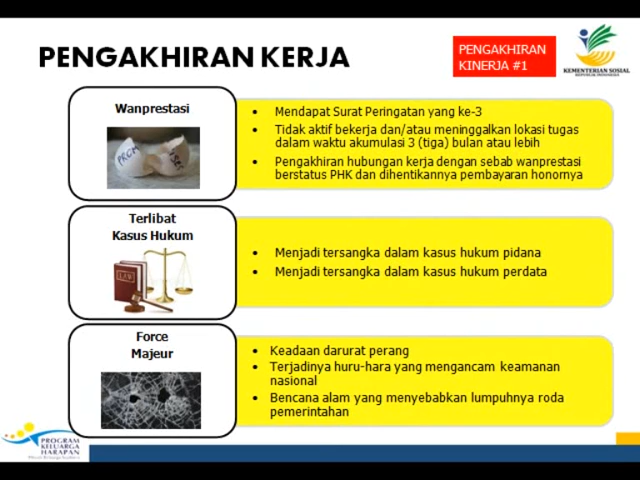 PENGAKHIRAN KERJA
PENGAKHIRAN
KINERJA #1
KEMENTERIAN SOSIAL
REPUBLIK INDONESIA
Wanprestasi
• Mendapat Surat Peringatan yang ke-3
• Tidak aktif bekerja dan/atau meninggalkan lokasi tugas
dalam waktu akumulasi 3 (tiga) bulan atau lebih
• Pengakhiran hubungan kerja dengan sebab wanprestasi
berstatus PHK dan dihentikannya pembayaran honornya
Terlibat
Kasus Hukum
LAW
• Menjadi tersangka dalam kasus hukum pidana
• Menjadi tersangka dalam kasus hukum perdata
Force
Majeur
• Keadaan darurat perang
• Terjadinya huru-hara yang mengancam keamanan
nasional
• Bencana alam yang menyebabkan lumpuhnya roda
pemerintahan
PROGRAM
KELUARGA
HARAPAN